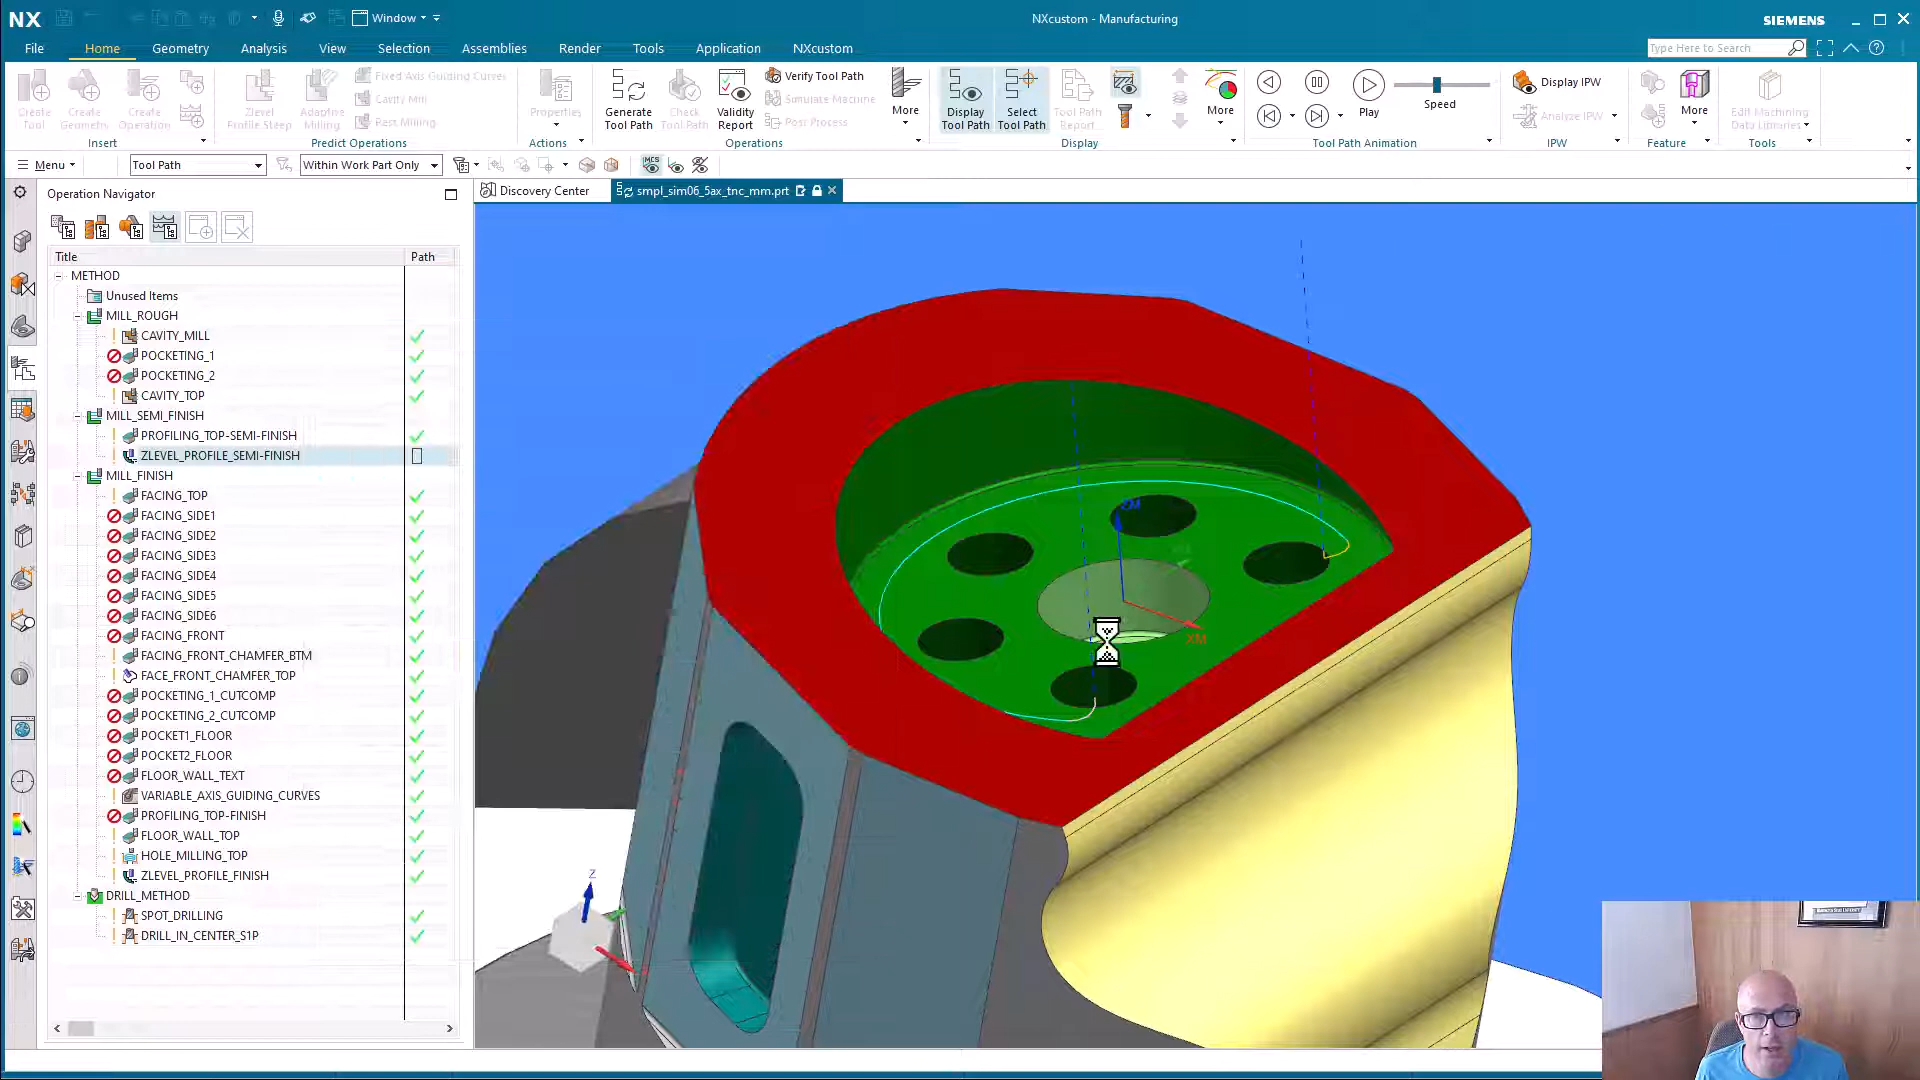 NX
Window
NXcustom - Manufacturing
SIEMENS
File
Home
Geometry
Analysis
View
Selection
Assemblies
Render
Tools
Application
NXcustom
Type Here to Search
Create Tool
Create Geometry
Create Operation
Insert
Zlevel Profile Steep
Adaptive Milling
Fixed Axis Guiding Curves
Cavity Mill
Rest Milling
Predict Operations
Properties
Actions
Generate Tool Path
Check Tool Path
Validity Report
Verify Tool Path
Simulate Machine
Post Process
More
Operations
Display Tool Path
Select Tool Path
Tool Path Report...
More
Display
Play
Speed
Tool Path Animation
Display IPW
Analyze IPW
IPW
More
Feature
Edit Machining Data Libraries
Tools
Menu
Tool Path
Within Work Part Only
MCS
Operation Navigator
Discovery Center
smpl_sim06_5ax_tnc_mm.prt
Title
Path
METHOD
Unused Items
MILL_ROUGH
CAVITY_MILL
POCKETING_1
POCKETING_2
CAVITY_TOP
MILL_SEMI_FINISH
PROFILING_TOP-SEMI-FINISH
ZLEVEL_PROFILE_SEMI-FINISH
MILL_FINISH
FACING_TOP
FACING_SIDE1
FACING_SIDE2
FACING_SIDE3
FACING_SIDE4
FACING_SIDE5
FACING_SIDE6
FACING_FRONT
FACING_FRONT_CHAMFER_BTM
FACE_FRONT_CHAMFER_TOP
POCKETING_1_CUTCOMP
POCKETING_2_CUTCOMP
POCKET1_FLOOR
POCKET2_FLOOR
FLOOR_WALL_TEXT
VARIABLE_AXIS_GUIDING_CURVES
PROFILING_TOP-FINISH
FLOOR_WALL_TOP
HOLE_MILLING_TOP
ZLEVEL_PROFILE_FINISH
DRILL_METHOD
SPOT_DRILLING
DRILL_IN_CENTER_S1P
ZM
XM
Z